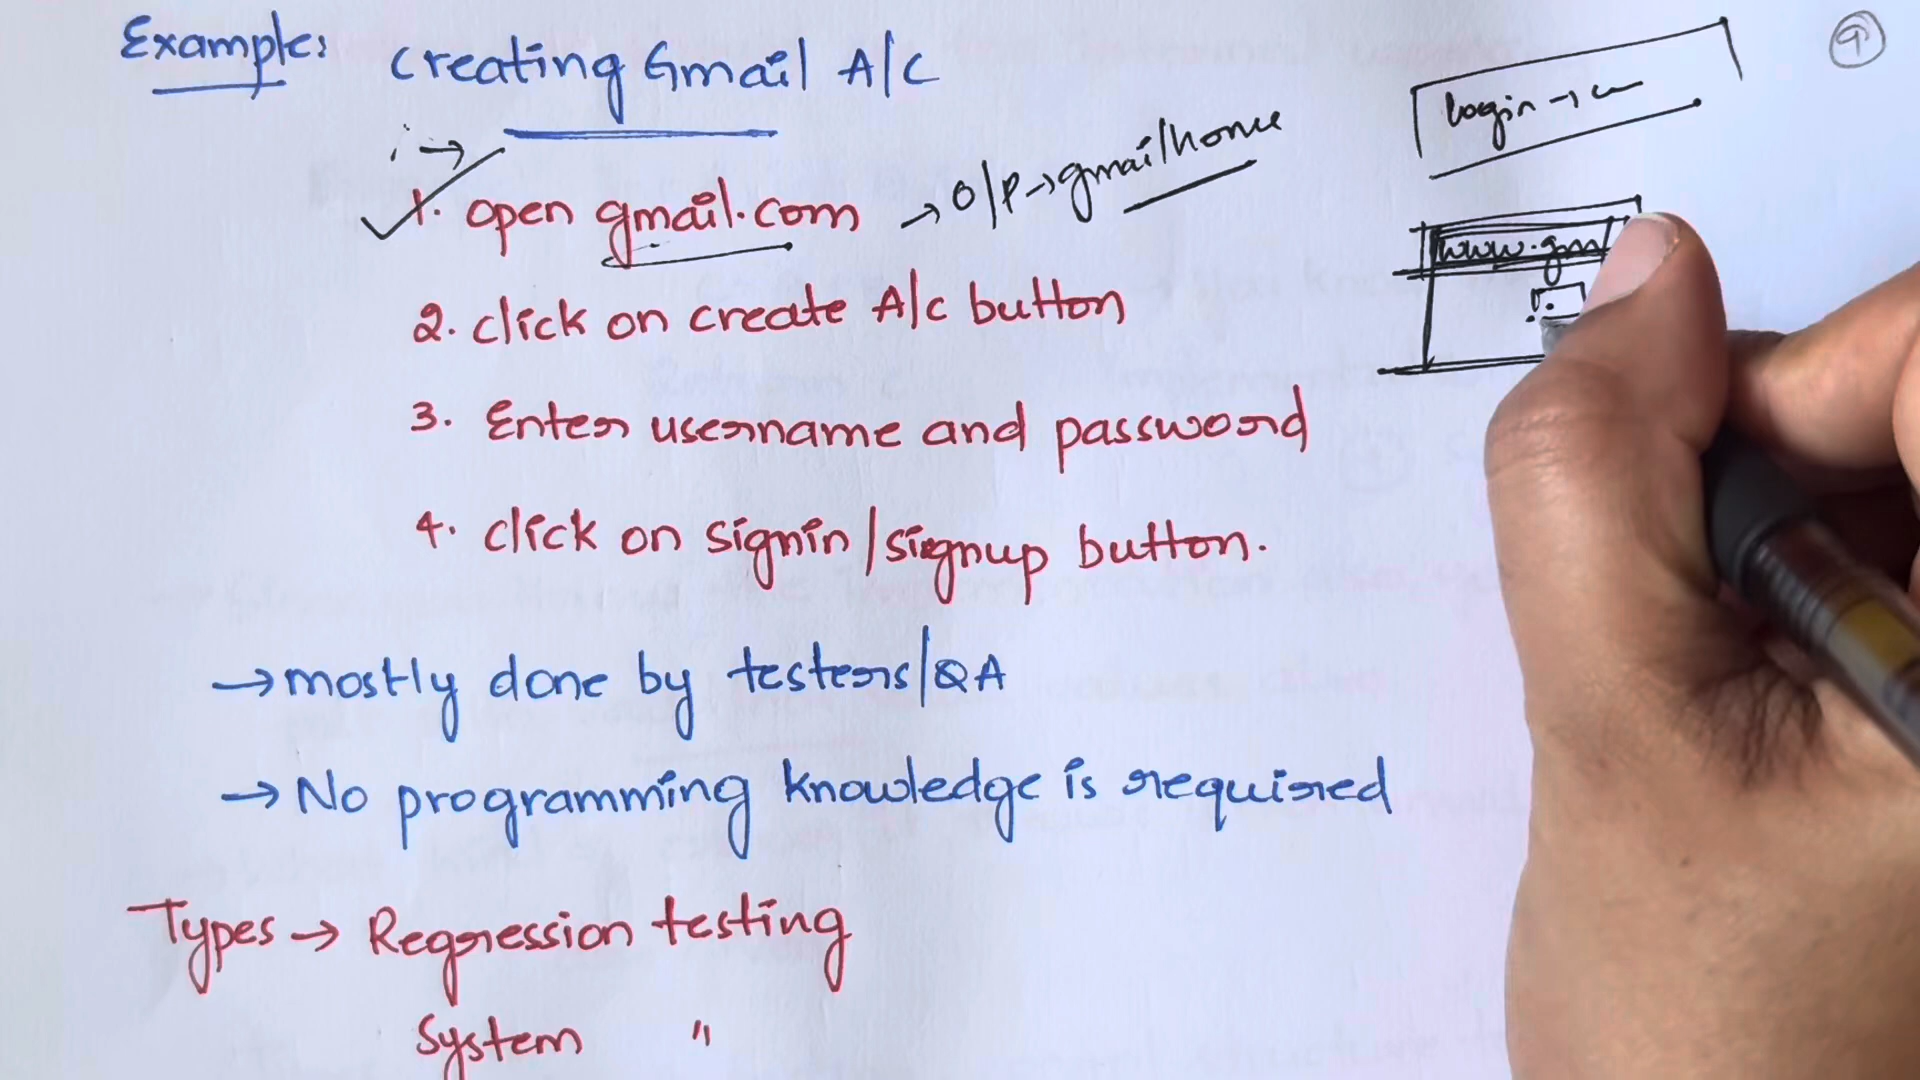 Example: Creating Gmail A/C
i →
1. open gmail.com → O/P → gmail/home
login →
www.gm
2. click on create A/c button
3. Enter username and password
4. click on signin/signup button.
→ mostly done by testers/QA
→ No programming knowledge is required
Types → Regression testing
System "